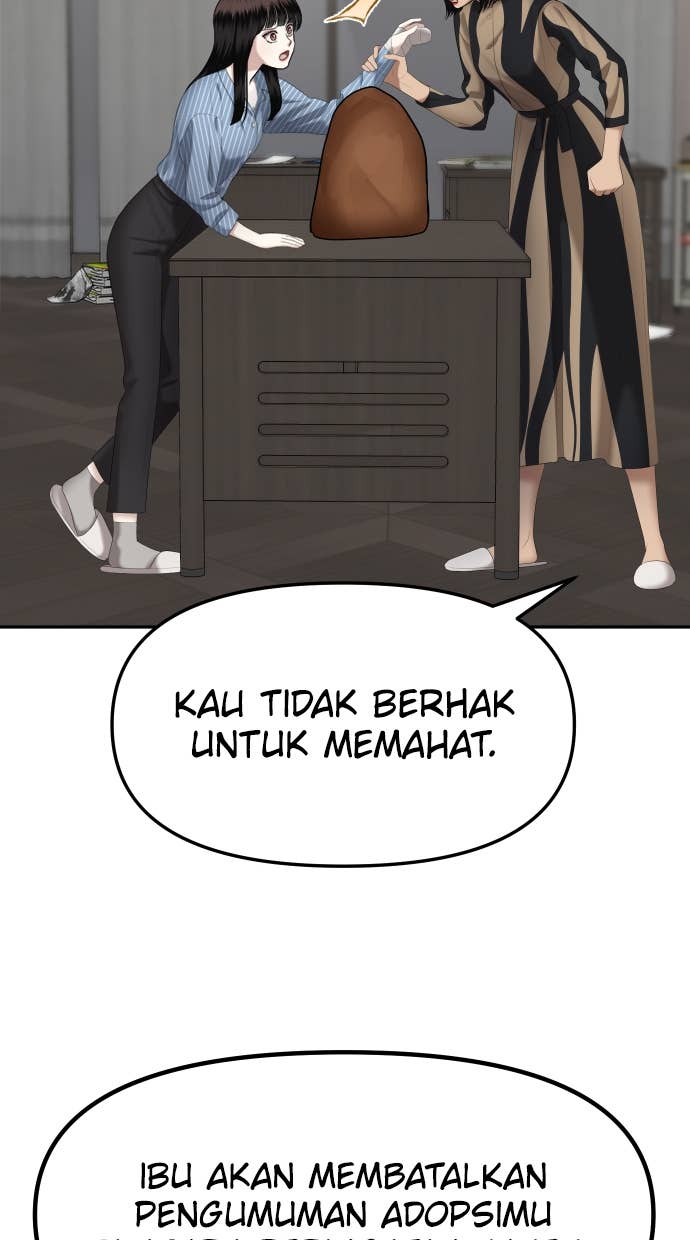 KAU TIDAK BERHAK
UNTUK MEMAHAT.
IBU AKAN MEMBATALKAN
PENGUMUMAN ADOPSIMU